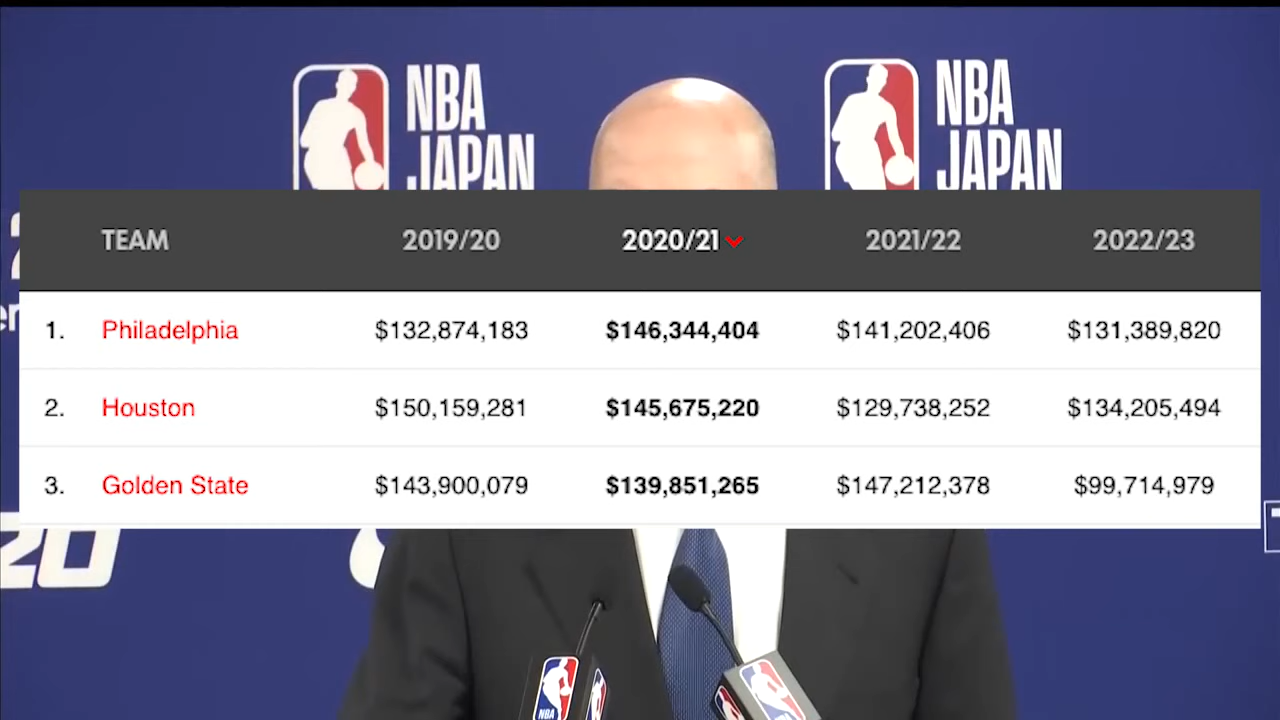 NBA JAPAN
NBA JAPAN
TEAM 2019/20 2020/21 2021/22 2022/23
1. Philadelphia $132,874,183 $146,344,404 $141,202,406 $131,389,820
2. Houston $150,159,281 $145,675,220 $129,738,252 $134,205,494
3. Golden State $143,900,079 $139,851,265 $147,212,378 $99,714,979
20
NBA